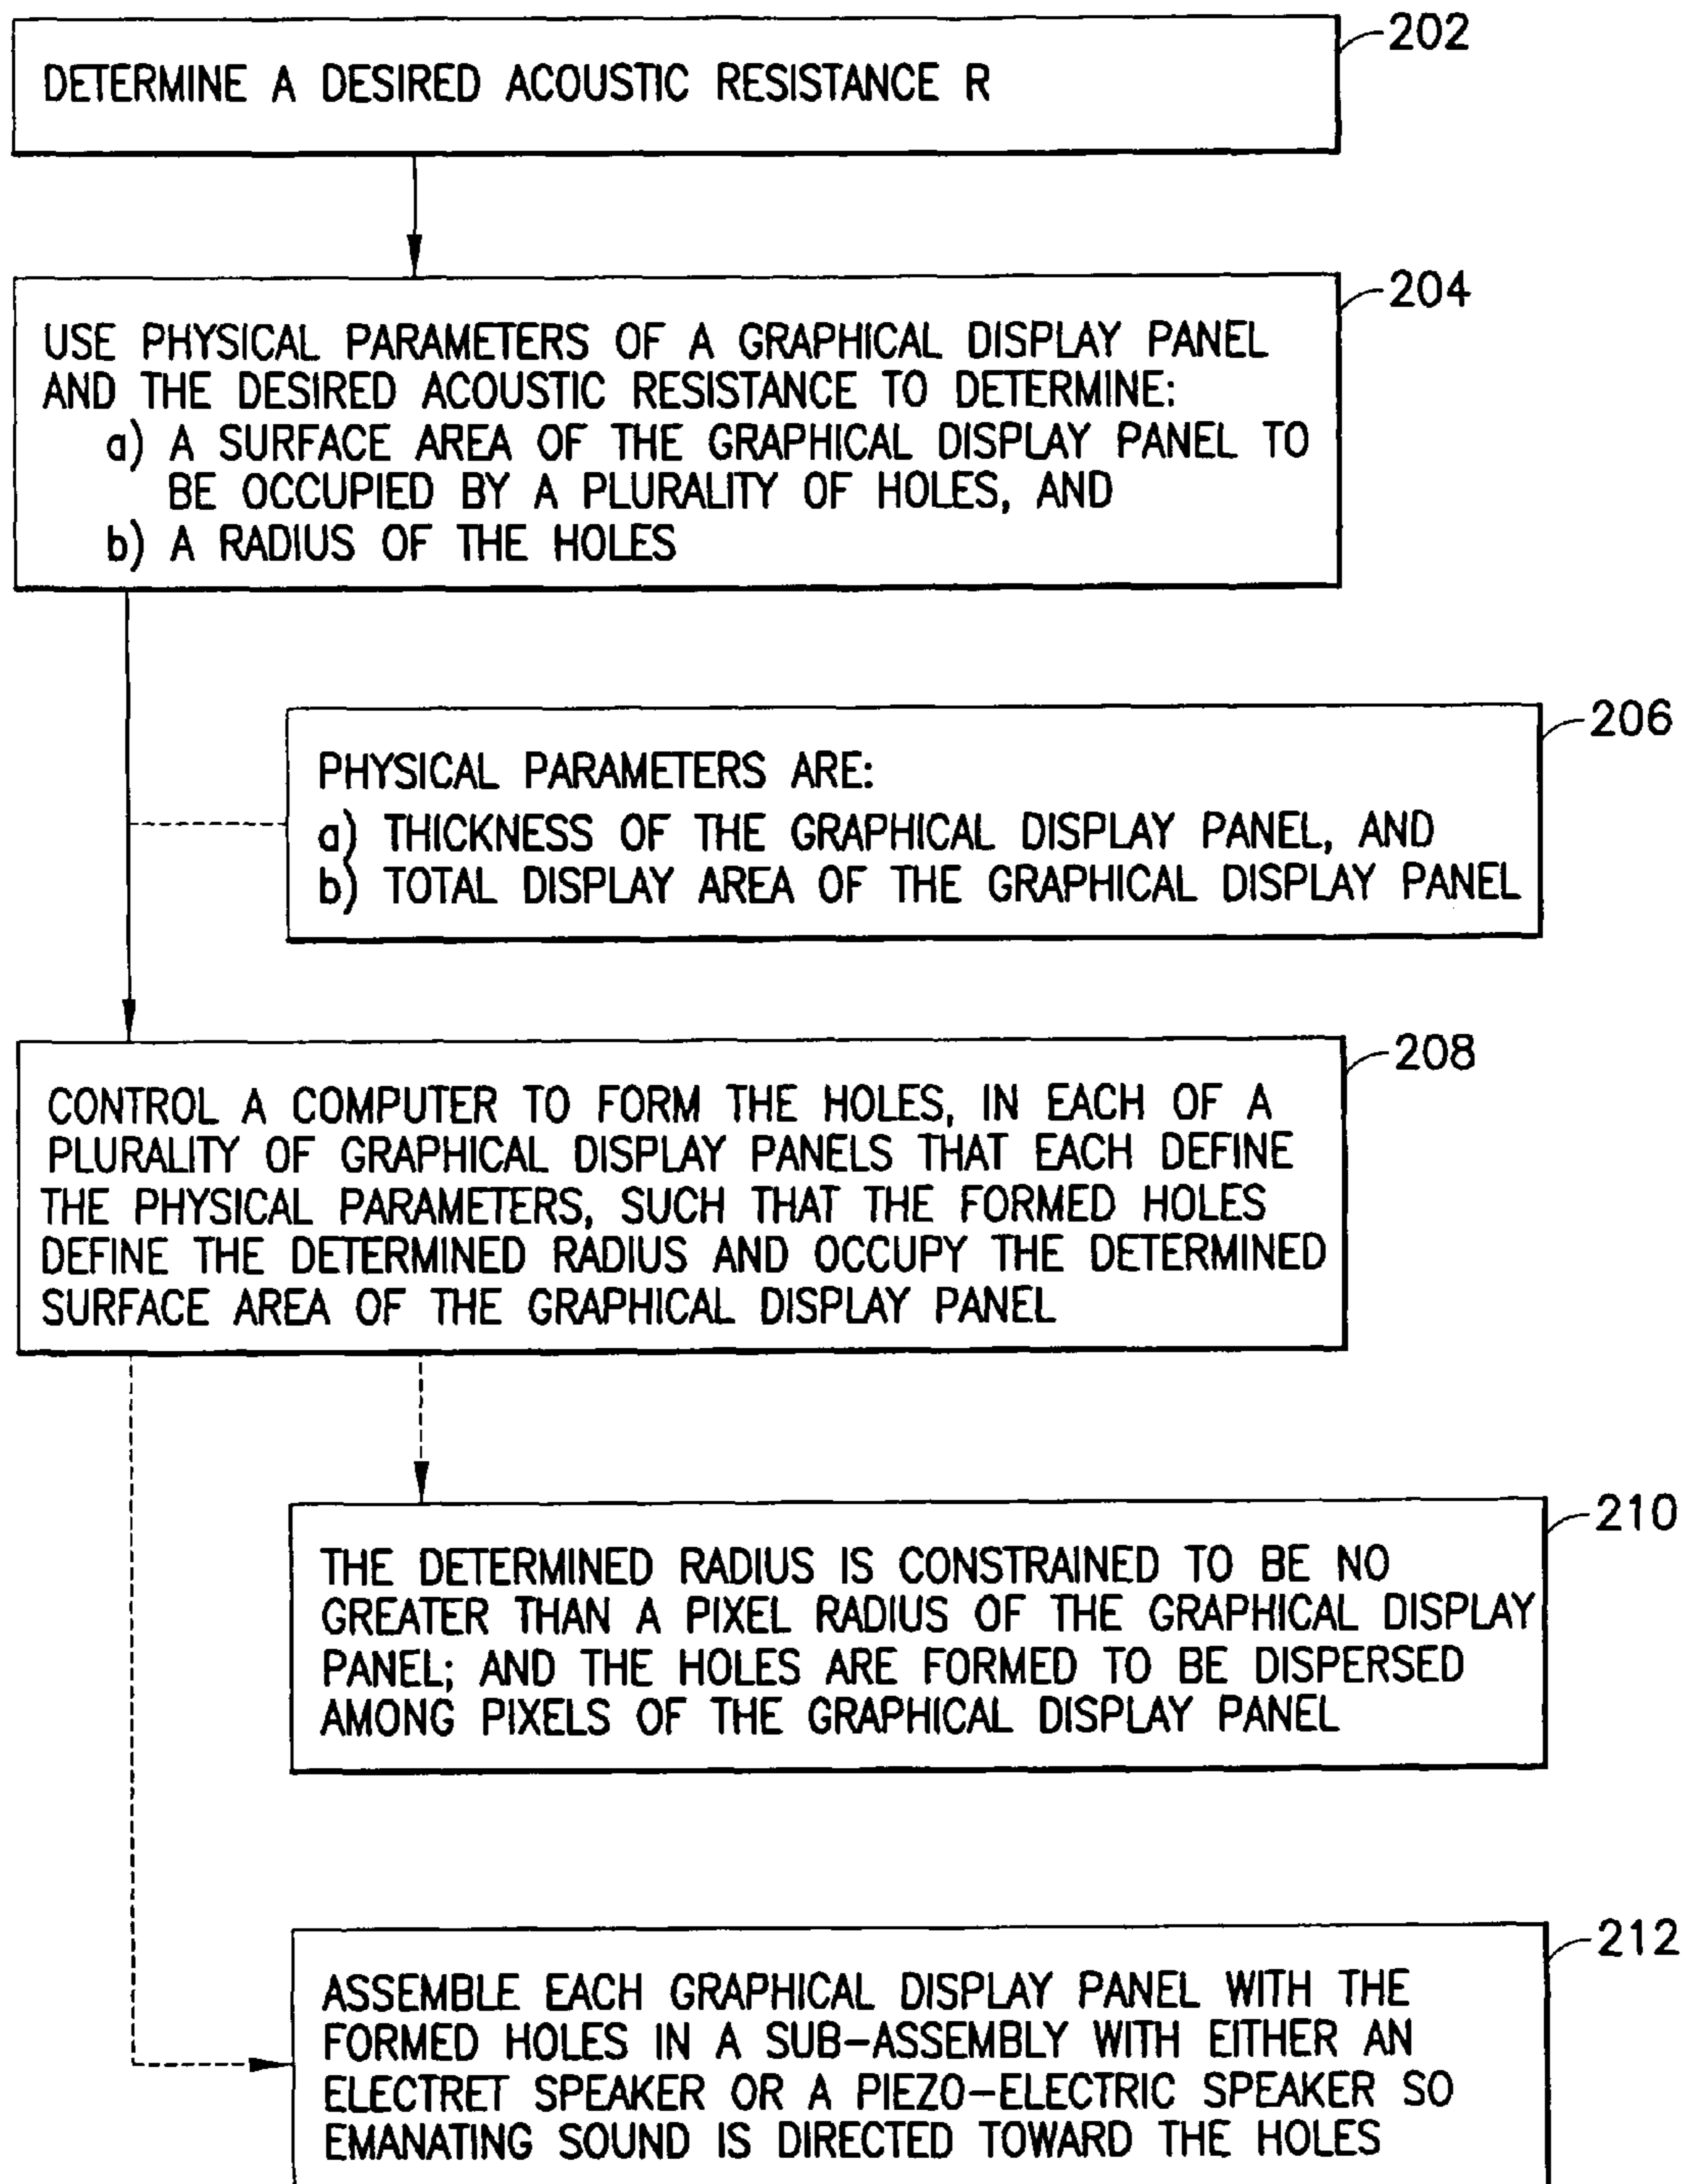 202
DETERMINE A DESIRED ACOUSTIC RESISTANCE R
204
USE PHYSICAL PARAMETERS OF A GRAPHICAL DISPLAY PANEL
AND THE DESIRED ACOUSTIC RESISTANCE TO DETERMINE:
a) A SURFACE AREA OF THE GRAPHICAL DISPLAY PANEL TO
BE OCCUPIED BY A PLURALITY OF HOLES, AND
b) A RADIUS OF THE HOLES
206
PHYSICAL PARAMETERS ARE:
a) THICKNESS OF THE GRAPHICAL DISPLAY PANEL, AND
b) TOTAL DISPLAY AREA OF THE GRAPHICAL DISPLAY PANEL
208
CONTROL A COMPUTER TO FORM THE HOLES, IN EACH OF A
PLURALITY OF GRAPHICAL DISPLAY PANELS THAT EACH DEFINE
THE PHYSICAL PARAMETERS, SUCH THAT THE FORMED HOLES
DEFINE THE DETERMINED RADIUS AND OCCUPY THE DETERMINED
SURFACE AREA OF THE GRAPHICAL DISPLAY PANEL
210
THE DETERMINED RADIUS IS CONSTRAINED TO BE NO
GREATER THAN A PIXEL RADIUS OF THE GRAPHICAL DISPLAY
PANEL; AND THE HOLES ARE FORMED TO BE DISPERSED
AMONG PIXELS OF THE GRAPHICAL DISPLAY PANEL
212
ASSEMBLE EACH GRAPHICAL DISPLAY PANEL WITH THE
FORMED HOLES IN A SUB-ASSEMBLY WITH EITHER AN
ELECTRET SPEAKER OR A PIEZO-ELECTRIC SPEAKER SO
EMANATING SOUND IS DIRECTED TOWARD THE HOLES